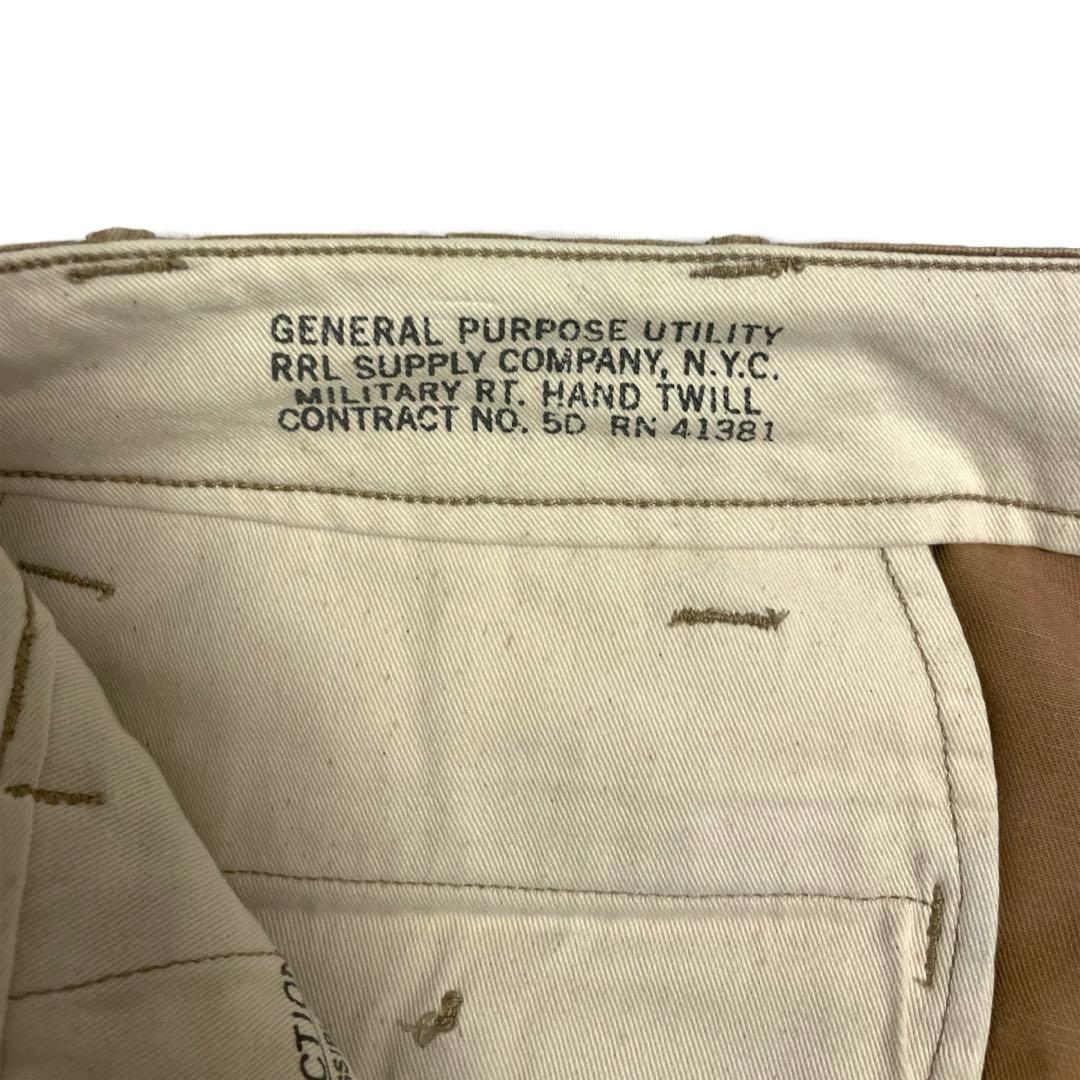 GENERAL PURPOSE UTILITY
RRL SUPPLY COMPANY, N.Y.C.
MILITARY RT. HAND TWILL
CONTRACT NO. 5D RN 41381